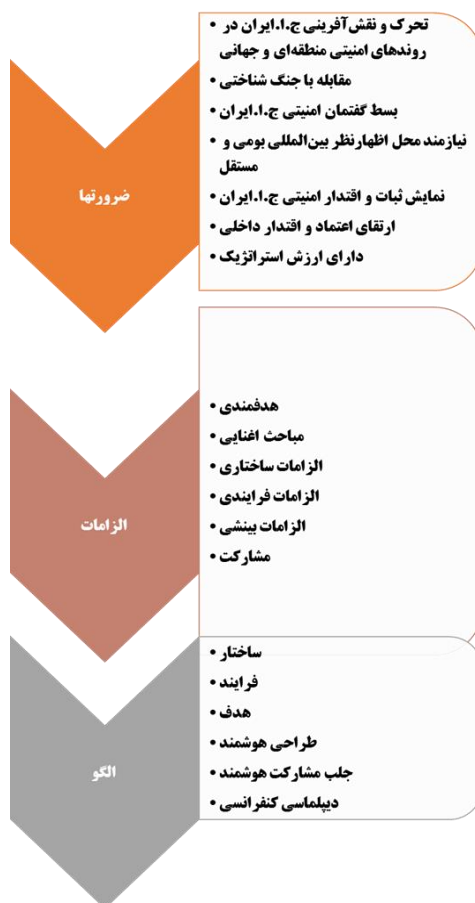 ضرورتها
• تحرک و نقش‌آفرینی ج.ا.ایران در
روندهای امنیتی منطقه‌ای و جهانی
• مقابله با جنگ شناختی
• بسط گفتمان امنیتی ج.ا.ایران
• نیازمند محل اظهارنظر بین‌المللی بومی و
مستقل
• نمایش ثبات و اقتدار امنیتی ج.ا.ایران
• ارتقای اعتماد و اقتدار داخلی
• دارای ارزش استراتژیک
الزامات
• هدفمندی
• مباحث اغنایی
• الزامات ساختاری
• الزامات فرایندی
• الزامات بینشی
• مشارکت
الگو
• ساختار
• فرایند
• هدف
• طراحی هوشمند
• جلب مشارکت هوشمند
• دیپلماسی کنفرانسی